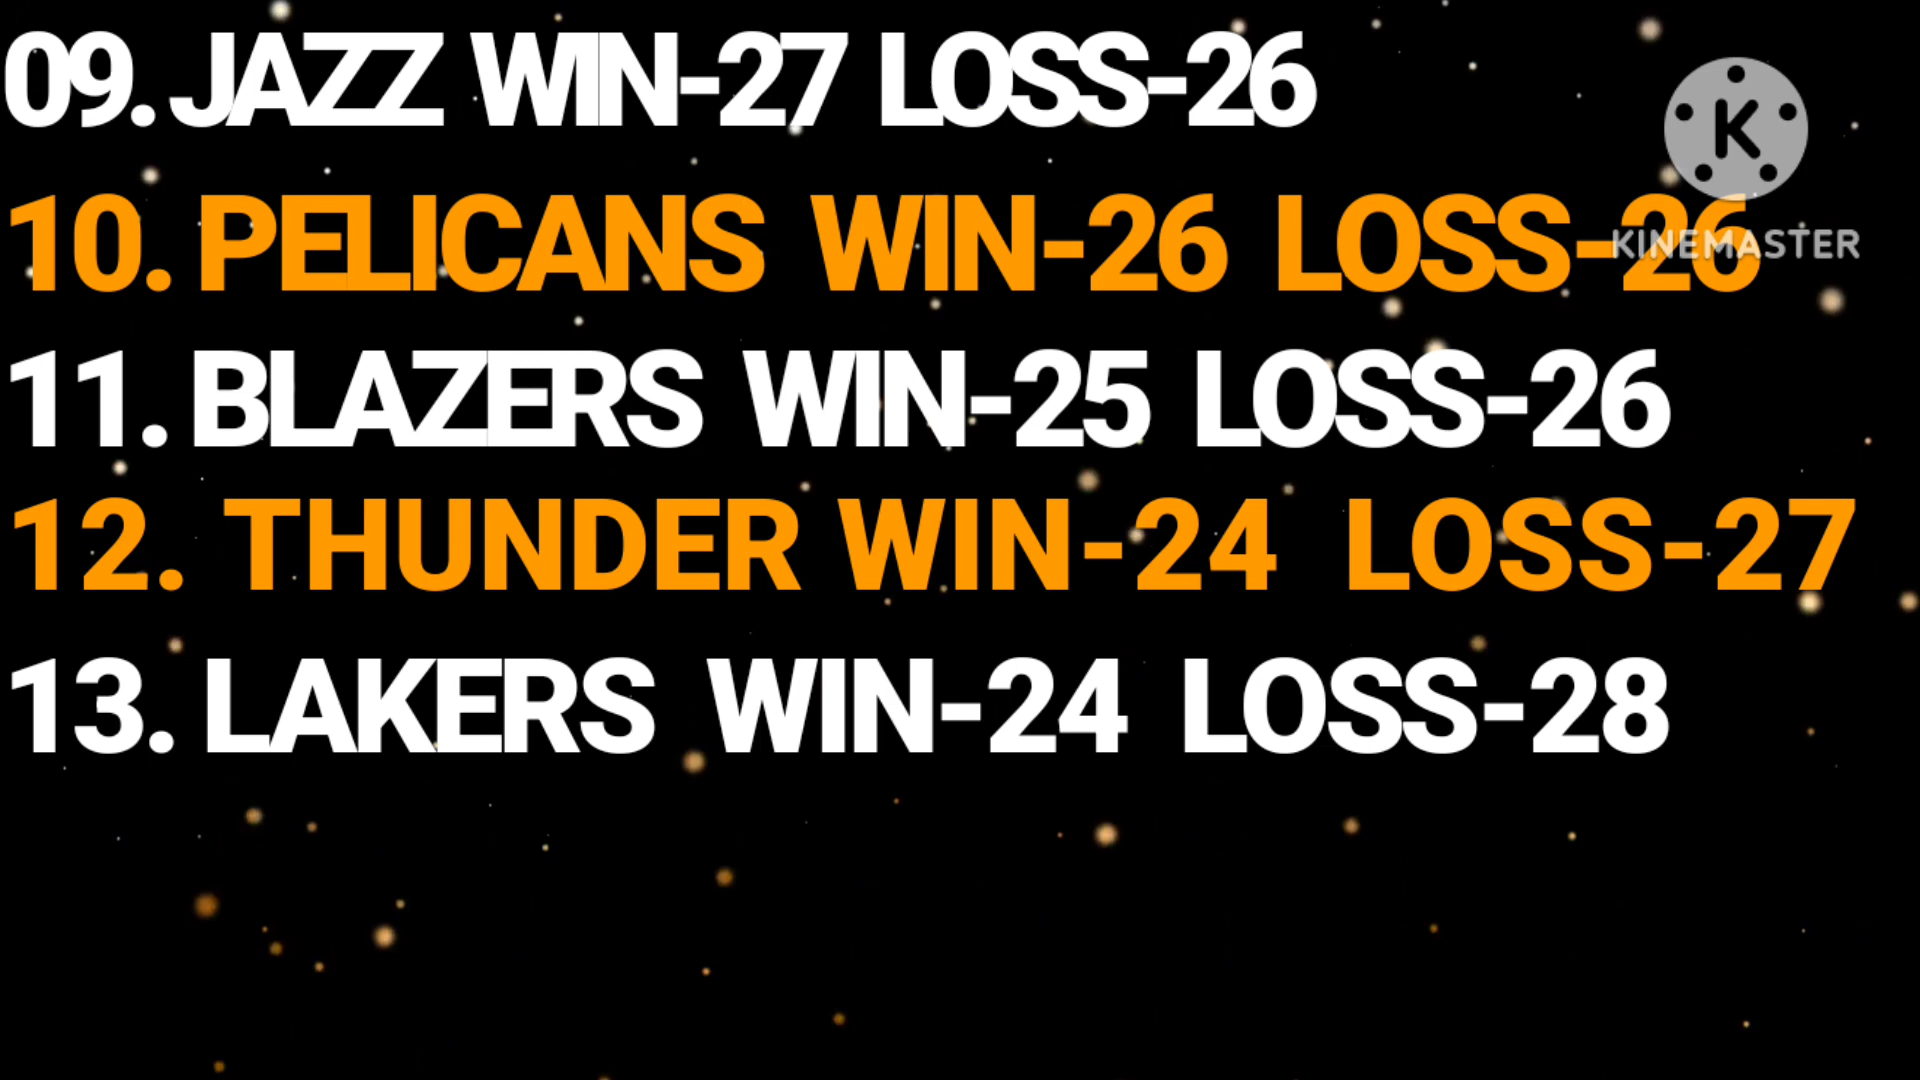 09. JAZZ WIN-27 LOSS-26
10. PELICANS WIN-26 LOSS-26
KINEMASTER
11. BLAZERS WIN-25 LOSS-26
12. THUNDER WIN-24 LOSS-27
13. LAKERS WIN-24 LOSS-28